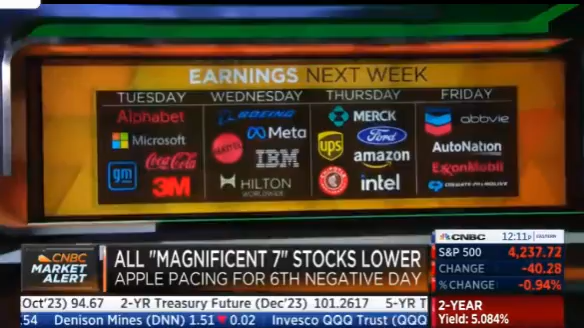 EARNINGS NEXT WEEK
TUESDAY WEDNESDAY THURSDAY FRIDAY
Alphabet BOEING MERCK abbvie
Microsoft Meta Ford
ups AutoNation
Coca-Cola MATTEL IBM amazon
gm ExxonMobil
3M HILTON intel COLGATE-PALMOLIVE
WORLDWIDE
CNBC
MARKET
ALERT
ALL "MAGNIFICENT 7" STOCKS LOWER
APPLE PACING FOR 6TH NEGATIVE DAY
CNBC 12:11P EASTERN
S&P 500 4,237.72
CHANGE -40.28
% CHANGE -0.94%
2-YEAR
Yield: 5.084%
Oct'23) 94.67 2-YR Treasury Future (Dec'23) 101.2617 5-YR T
.54 Denison Mines (DNN) 1.51 ▼ 0.02 Invesco QQQ Trust (QQQ